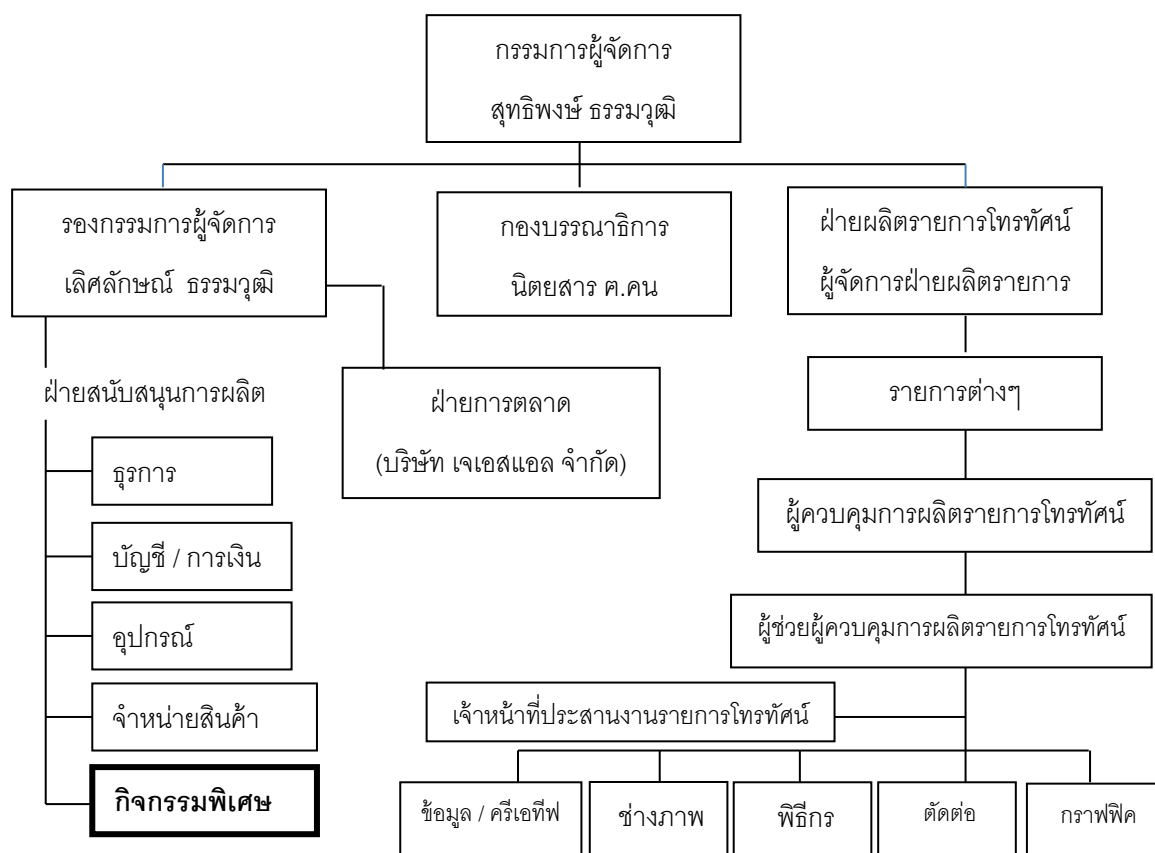 กรรมการผู้จัดการ
สุทธิพงษ์ ธรรมวุฒิ
รองกรรมการผู้จัดการ
เลิศลักษณ์ ธรรมวุฒิ
กองบรรณาธิการ
นิตยสาร ฅ.คน
ฝ่ายผลิตรายการโทรทัศน์
ผู้จัดการฝ่ายผลิตรายการ
ฝ่ายสนับสนุนการผลิต
ธุรการ
บัญชี / การเงิน
อุปกรณ์
จำหน่ายสินค้า
กิจกรรมพิเศษ
ฝ่ายการตลาด
(บริษัท เจเอสแอล จำกัด)
รายการต่างๆ
ผู้ควบคุมการผลิตรายการโทรทัศน์
ผู้ช่วยผู้ควบคุมการผลิตรายการโทรทัศน์
เจ้าหน้าที่ประสานงานรายการโทรทัศน์
ข้อมูล / ครีเอทีฟ
ช่างภาพ
พิธีกร
ตัดต่อ
กราฟฟิค